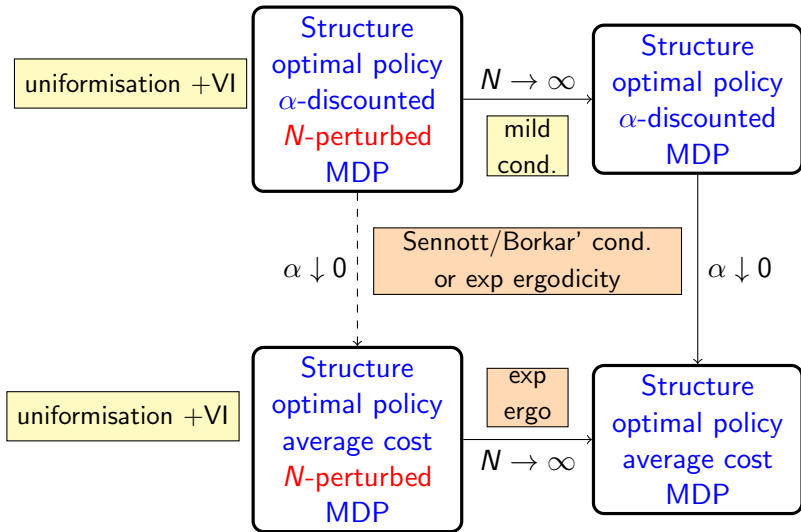 uniformisation +VI
Structure
optimal policy
α-discounted
N-perturbed
MDP
N → ∞
mild
cond.
Structure
optimal policy
α-discounted
MDP
α ↓ 0
Sennott/Borkar' cond.
or exp ergodicity
α ↓ 0
uniformisation +VI
Structure
optimal policy
average cost
N-perturbed
MDP
exp
ergo
N → ∞
Structure
optimal policy
average cost
MDP